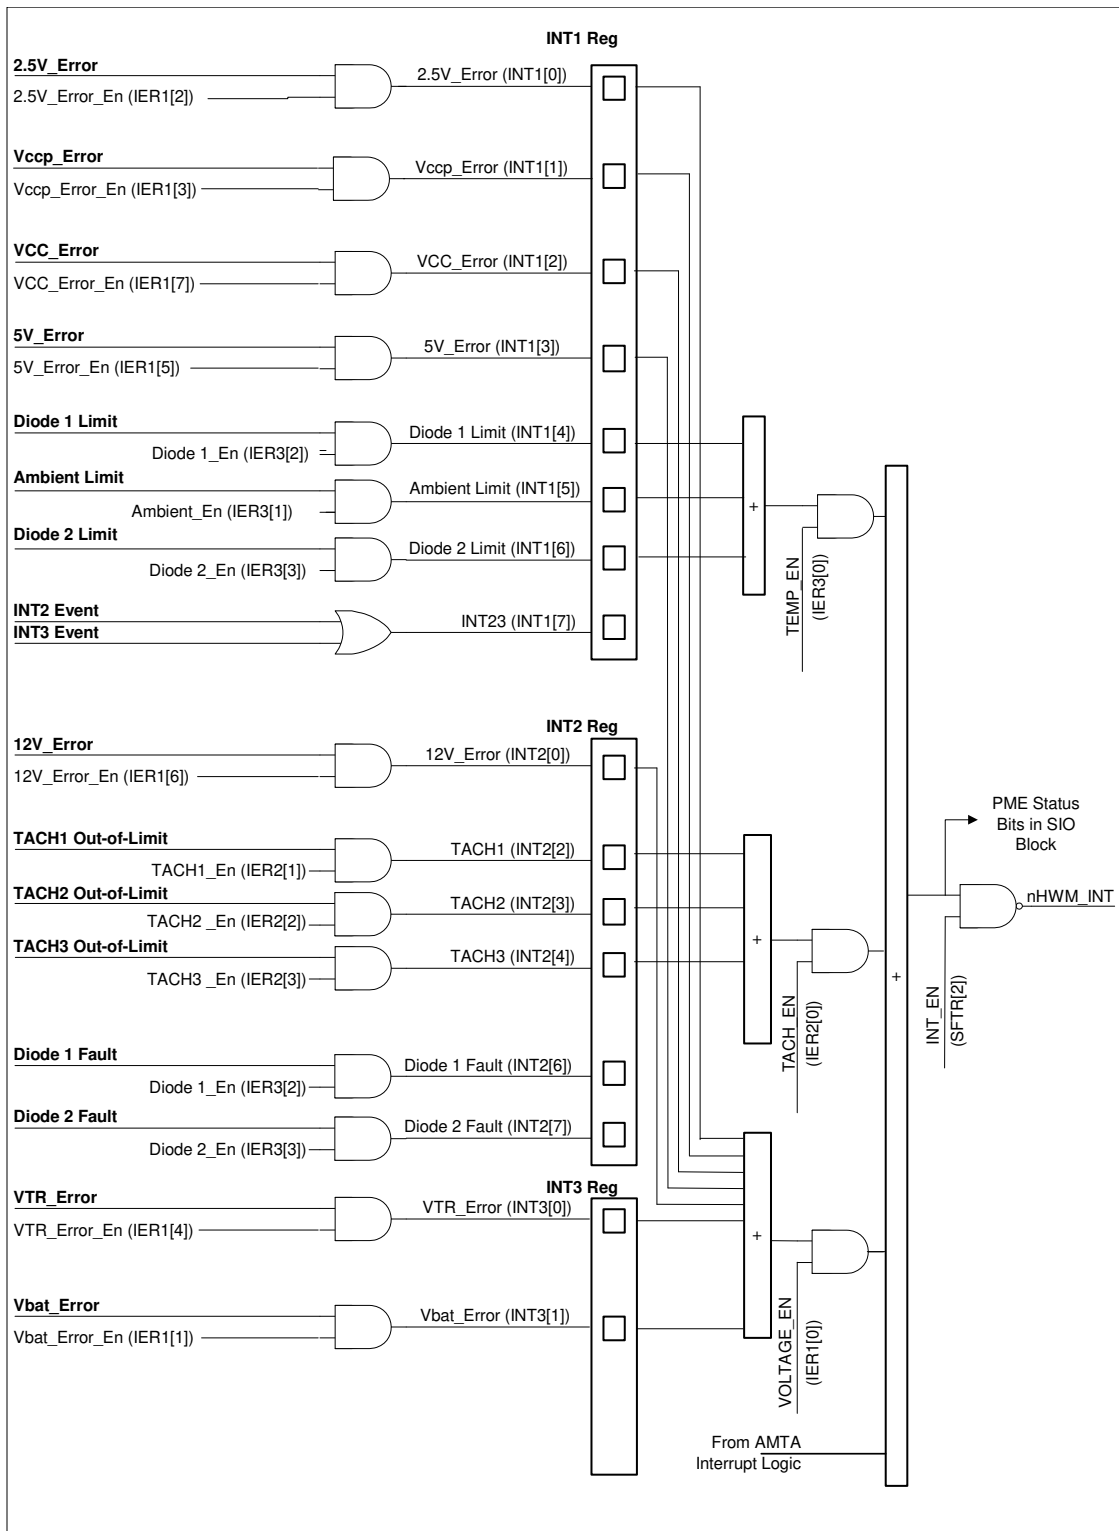 INT1 Reg
2.5V_Error
2.5V_Error_En (IER1[2])
2.5V_Error (INT1[0])
Vccp_Error
Vccp_Error_En (IER1[3])
Vccp_Error (INT1[1])
VCC_Error
VCC_Error_En (IER1[7])
VCC_Error (INT1[2])
5V_Error
5V_Error_En (IER1[5])
5V_Error (INT1[3])
Diode 1 Limit
Diode 1_En (IER3[2])
Diode 1 Limit (INT1[4])
Ambient Limit
Ambient_En (IER3[1])
Ambient Limit (INT1[5])
Diode 2 Limit
Diode 2_En (IER3[3])
Diode 2 Limit (INT1[6])
INT2 Event
INT3 Event
INT23 (INT1[7])
+
TEMP_EN
(IER3[0])
INT2 Reg
12V_Error
12V_Error_En (IER1[6])
12V_Error (INT2[0])
TACH1 Out-of-Limit
TACH1_En (IER2[1])
TACH1 (INT2[2])
TACH2 Out-of-Limit
TACH2 _En (IER2[2])
TACH2 (INT2[3])
TACH3 Out-of-Limit
TACH3 _En (IER2[3])
TACH3 (INT2[4])
+
TACH_EN
(IER2[0])
+
PME Status
Bits in SIO
Block
nHWM_INT
INT_EN
(SFTR[2])
Diode 1 Fault
Diode 1_En (IER3[2])
Diode 1 Fault (INT2[6])
Diode 2 Fault
Diode 2_En (IER3[3])
Diode 2 Fault (INT2[7])
INT3 Reg
VTR_Error
VTR_Error_En (IER1[4])
VTR_Error (INT3[0])
+
Vbat_Error
Vbat_Error_En (IER1[1])
Vbat_Error (INT3[1])
VOLTAGE_EN
(IER1[0])
From AMTA
Interrupt Logic